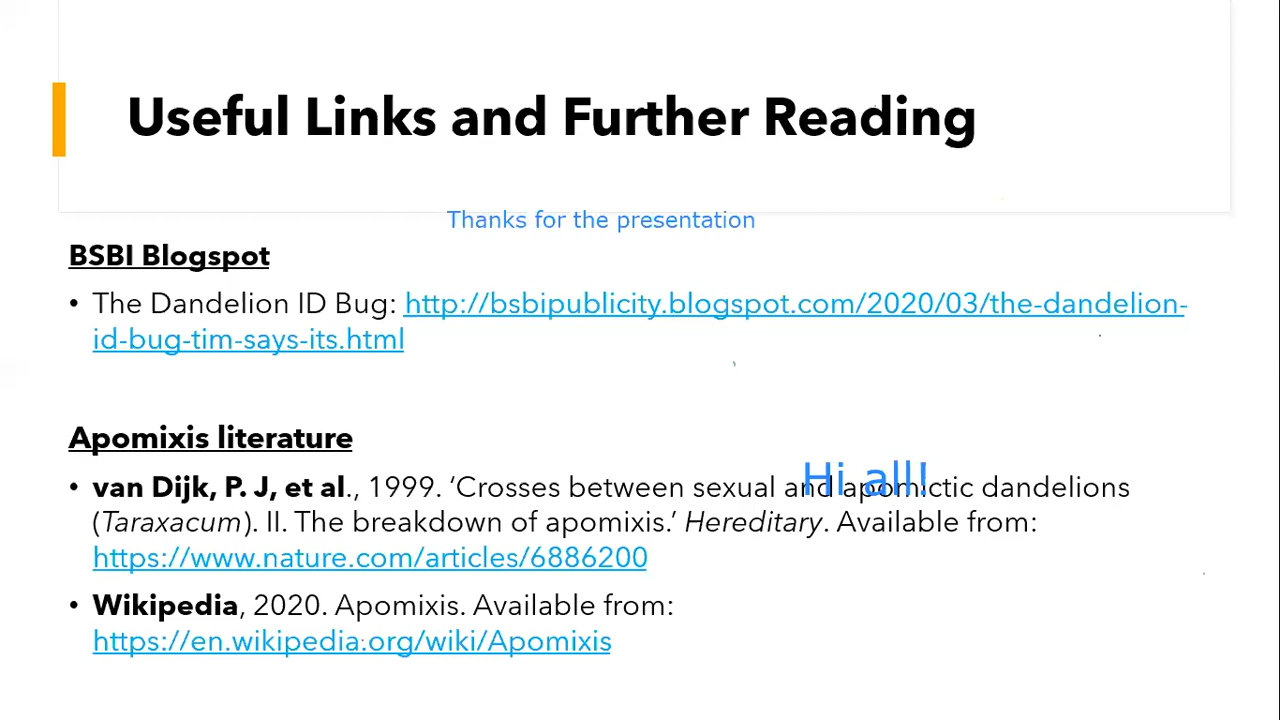 Useful Links and Further Reading
Thanks for the presentation
BSBI Blogspot
• The Dandelion ID Bug: http://bsbipublicity.blogspot.com/2020/03/the-dandelion-
id-bug-tim-says-its.html
Apomixis literature
Hi all!
• van Dijk, P. J, et al., 1999. ‘Crosses between sexual and apomictic dandelions
(Taraxacum). II. The breakdown of apomixis.’ Hereditary. Available from:
https://www.nature.com/articles/6886200
• Wikipedia, 2020. Apomixis. Available from:
https://en.wikipedia.org/wiki/Apomixis